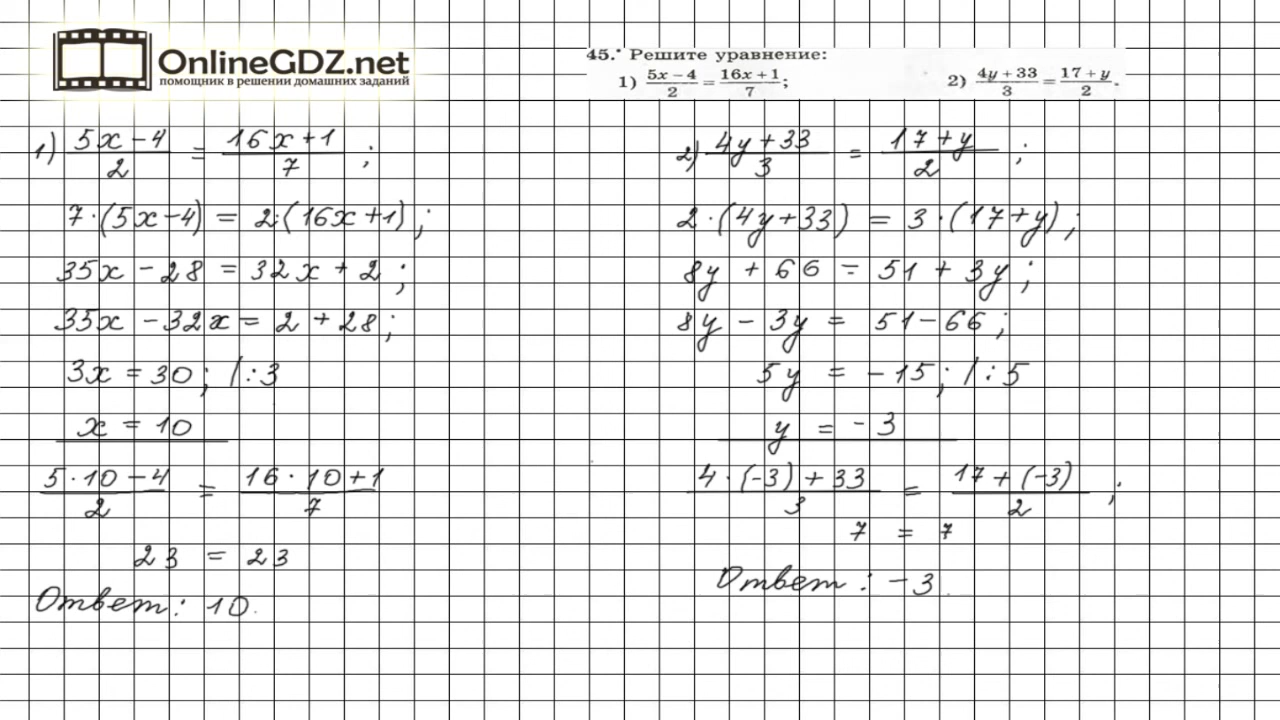 OnlineGDZ.net
помощник в решении домашних заданий
45.• Решите уравнение:
1) (5x − 4)/2 = (16x + 1)/7; 2) (4y + 33)/3 = (17 + y)/2.
1) (5x − 4)/2 = (16x + 1)/7 ;
7 · (5x − 4) = 2 · (16x + 1) ;
35x − 28 = 32x + 2 ;
35x − 32x = 2 + 28 ;
3x = 30 ; / : 3
x = 10
(5 · 10 − 4)/2 = (16 · 10 + 1)/7
23 = 23
Ответ : 10.
2) (4y + 33)/3 = (17 + y)/2 ;
2 · (4y + 33) = 3 · (17 + y) ;
8y + 66 = 51 + 3y ;
8y − 3y = 51 − 66 ;
5y = −15 ; / : 5
y = −3
(4 · (−3) + 33)/3 = (17 + (−3))/2 ;
7 = 7
Ответ : −3.